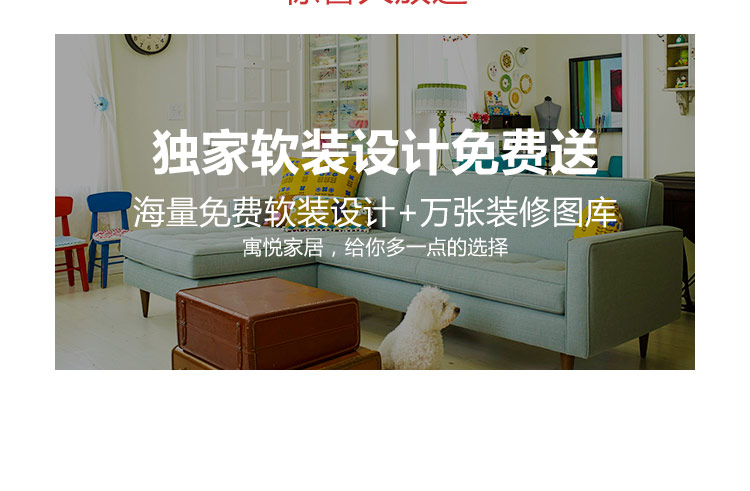 独家软装设计免费送
海量免费软装设计+万张装修图库
寓悦家居，给你多一点的选择